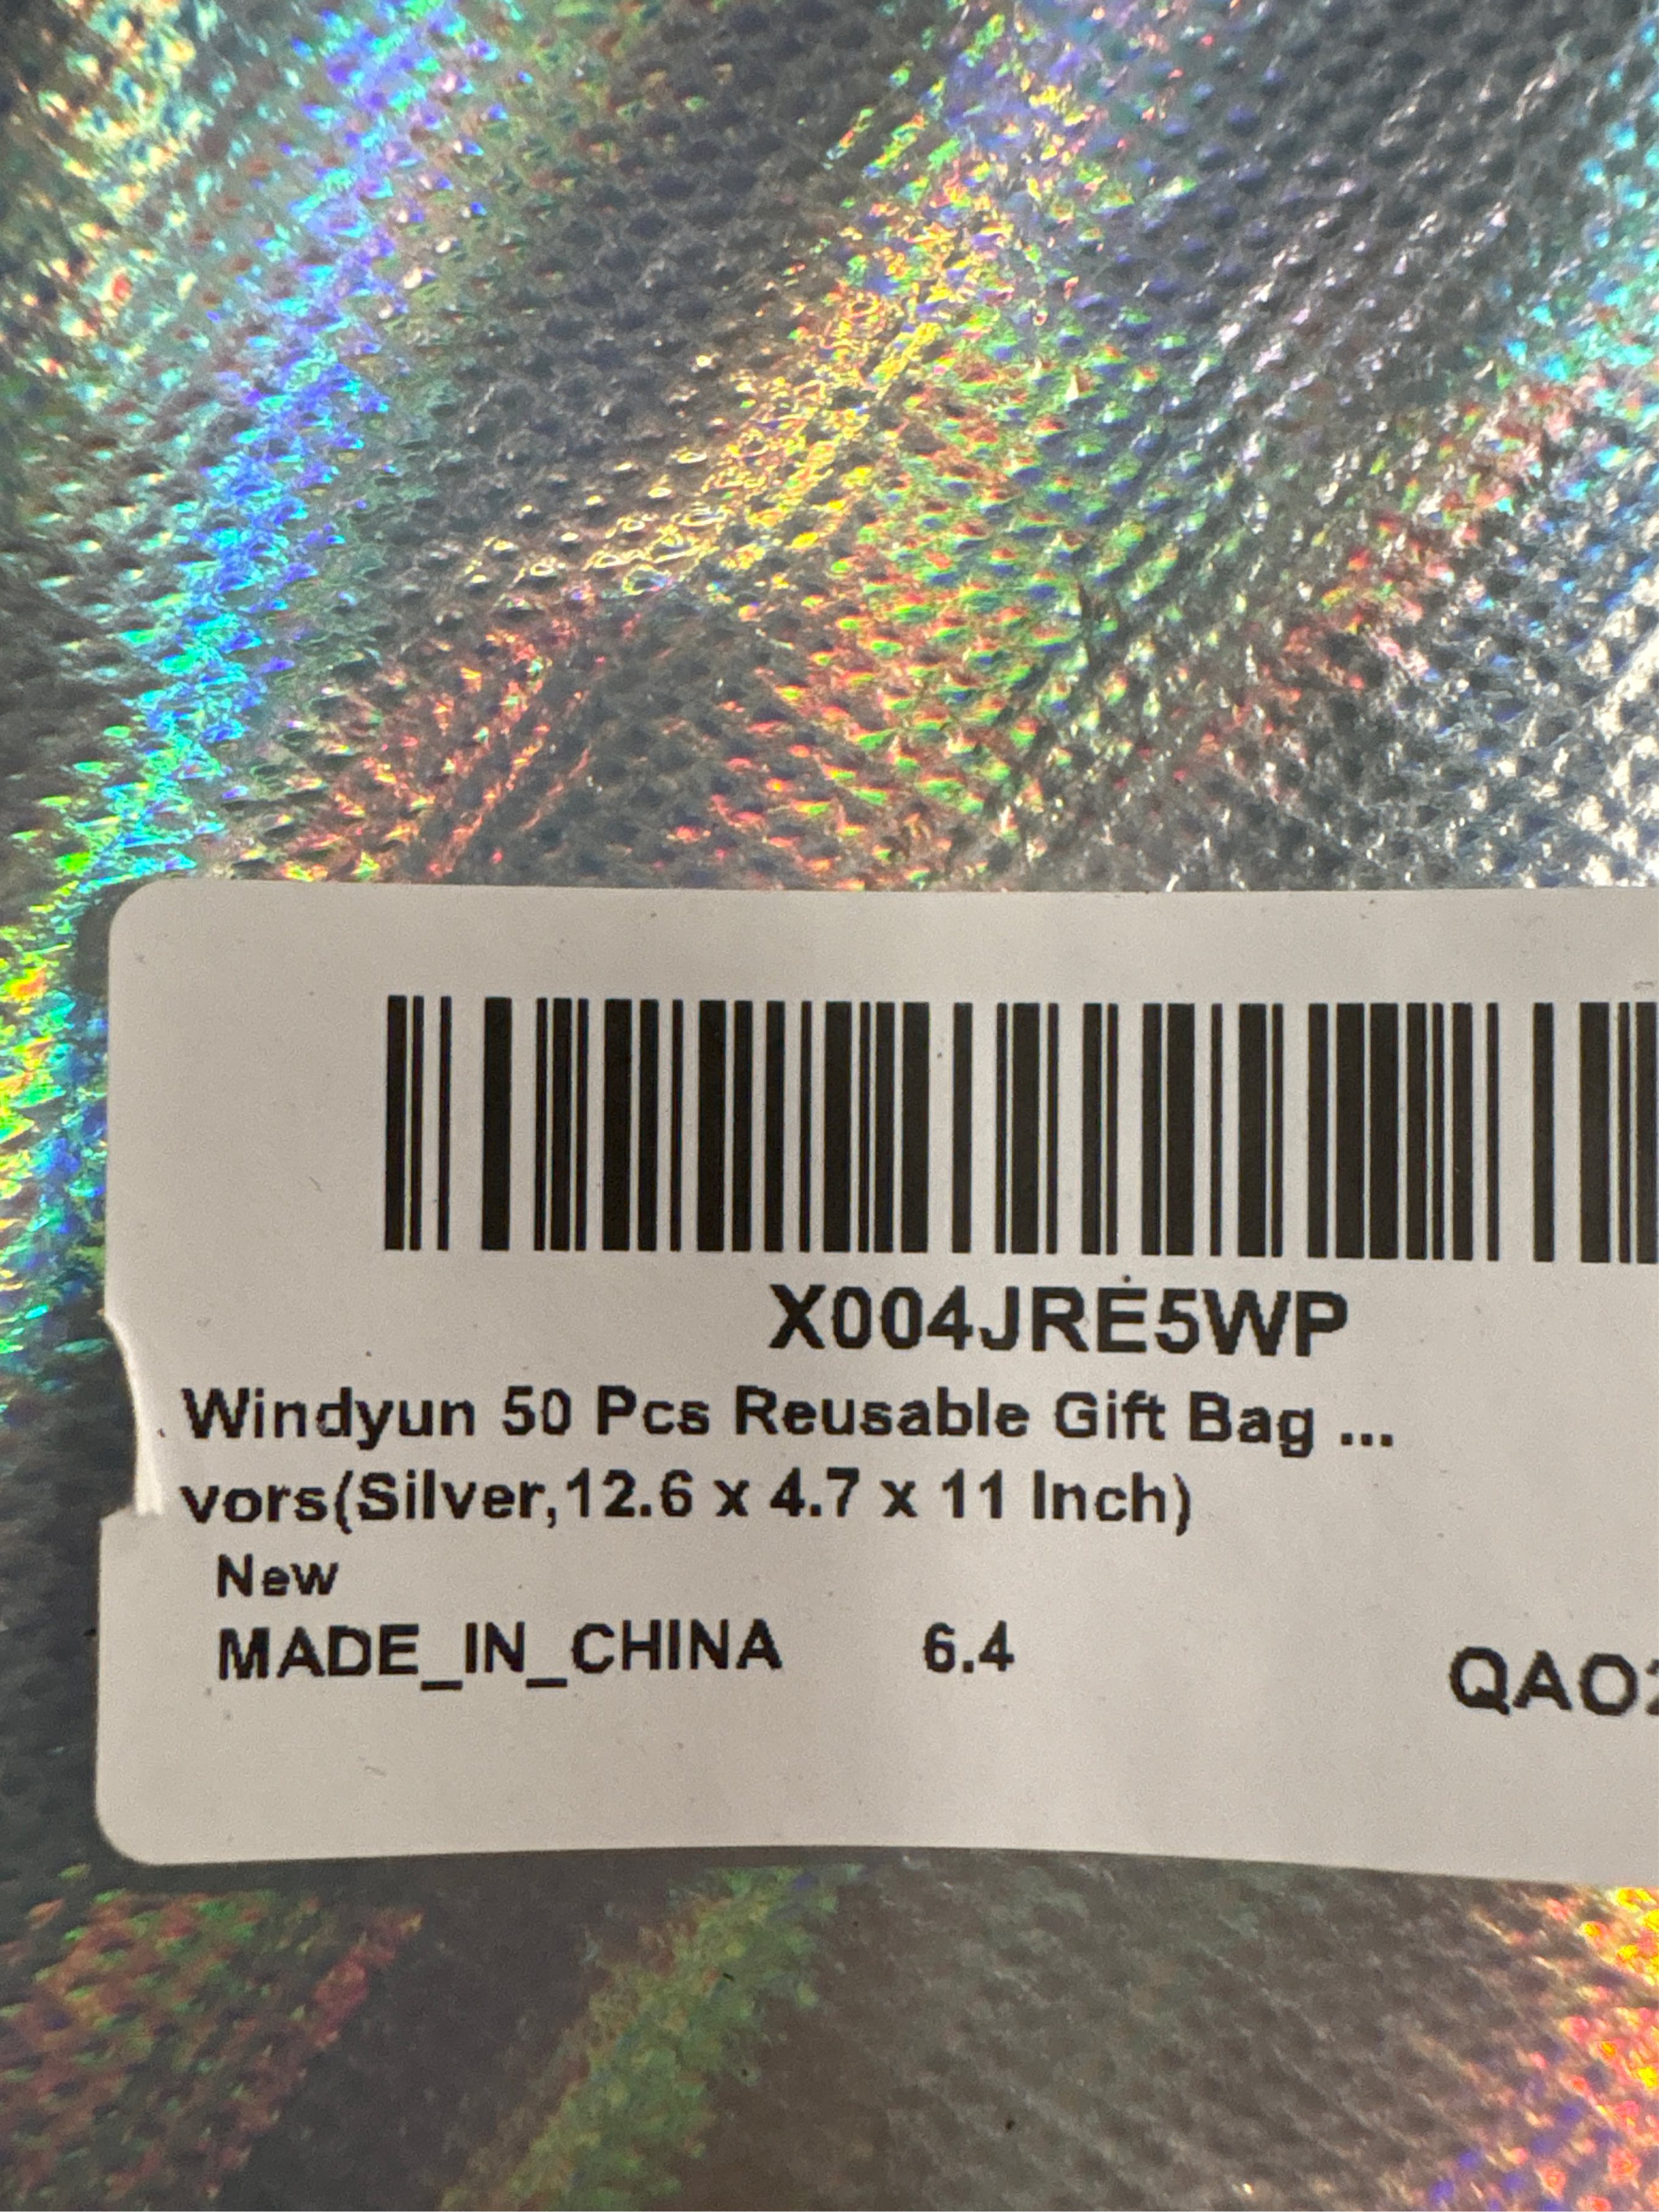 X004JRE5WP
Windyun 50 Pcs Reusable Gift Bag ...
vors(Silver,12.6 x 4.7 x 11 Inch)
New
MADE_IN_CHINA 6.4 QAO2